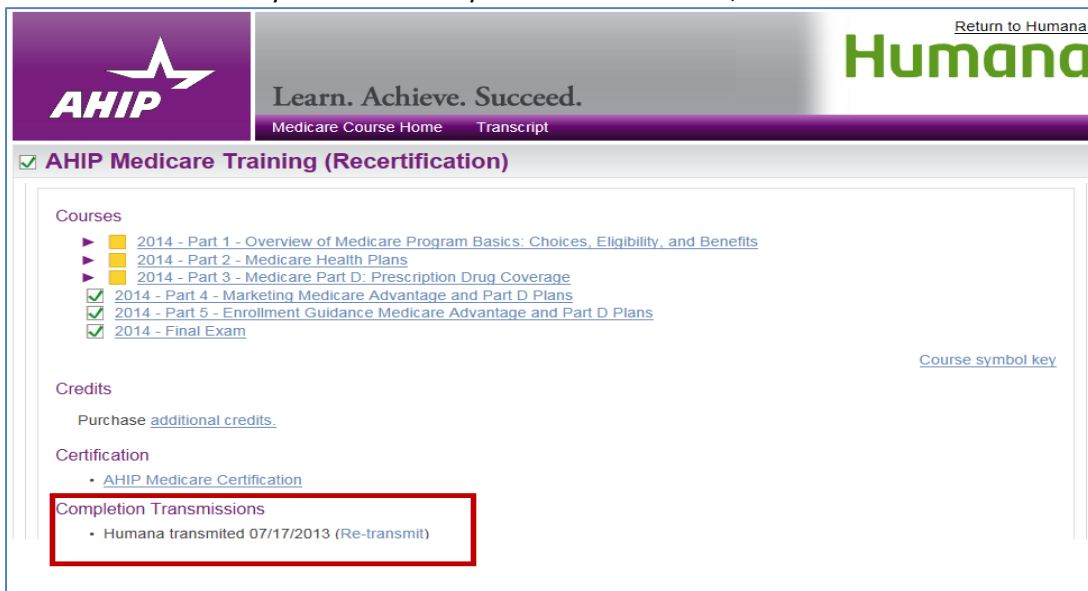 Return to Humana
Humana
AHIP
Learn. Achieve. Succeed.
Medicare Course Home Transcript
AHIP Medicare Training (Recertification)
Courses
2014 - Part 1 - Overview of Medicare Program Basics: Choices, Eligibility, and Benefits
2014 - Part 2 - Medicare Health Plans
2014 - Part 3 - Medicare Part D: Prescription Drug Coverage
2014 - Part 4 - Marketing Medicare Advantage and Part D Plans
2014 - Part 5 - Enrollment Guidance Medicare Advantage and Part D Plans
2014 - Final Exam
Course symbol key
Credits
Purchase additional credits.
Certification
• AHIP Medicare Certification
Completion Transmissions
• Humana transmited 07/17/2013 (Re-transmit)